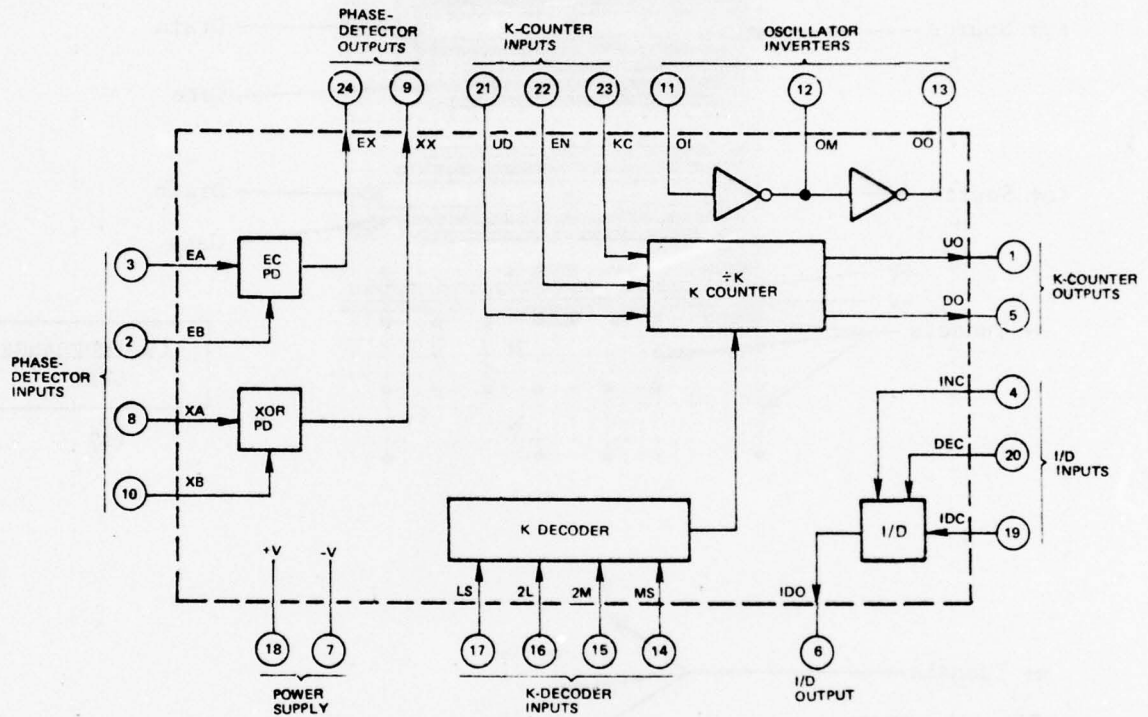 PHASE-
DETECTOR
OUTPUTS
K-COUNTER
INPUTS
OSCILLATOR
INVERTERS
24
9
21
22
23
11
12
13
EX
XX
UD
EN
KC
OI
OM
OO
3
EA
EC
PD
2
EB
PHASE-
DETECTOR
INPUTS
8
XA
XOR
PD
10
XB
÷K
K COUNTER
UO
1
DO
5
K-COUNTER
OUTPUTS
INC
4
DEC
20
I/D
INPUTS
IDC
19
I/D
K DECODER
+V
-V
LS
2L
2M
MS
IDO
18
7
17
16
15
14
6
POWER
SUPPLY
K-DECODER
INPUTS
I/D
OUTPUT